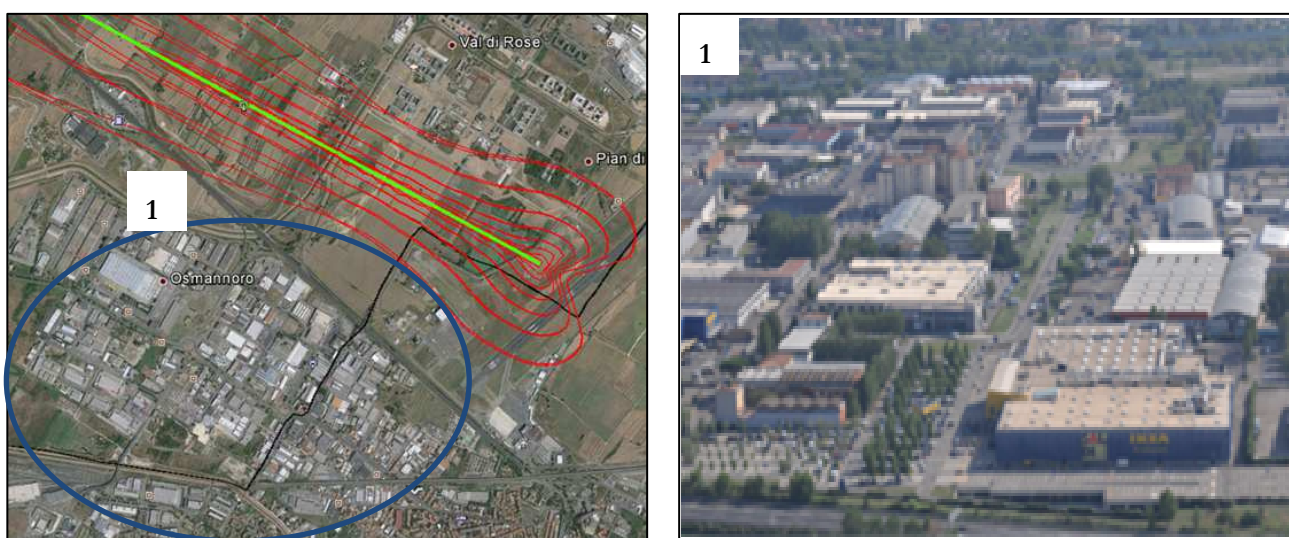 Val di Rose
Pian di
1
Osmannoro
1
IKEA